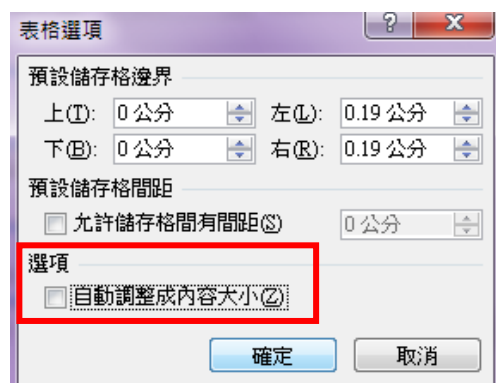 表格選項
預設儲存格邊界
上(T): 0 公分 左(L): 0.19 公分
下(B): 0 公分 右(R): 0.19 公分
預設儲存格間距
允許儲存格間有間距(S) 0 公分
選項
自動調整成內容大小(Z)
確定 取消